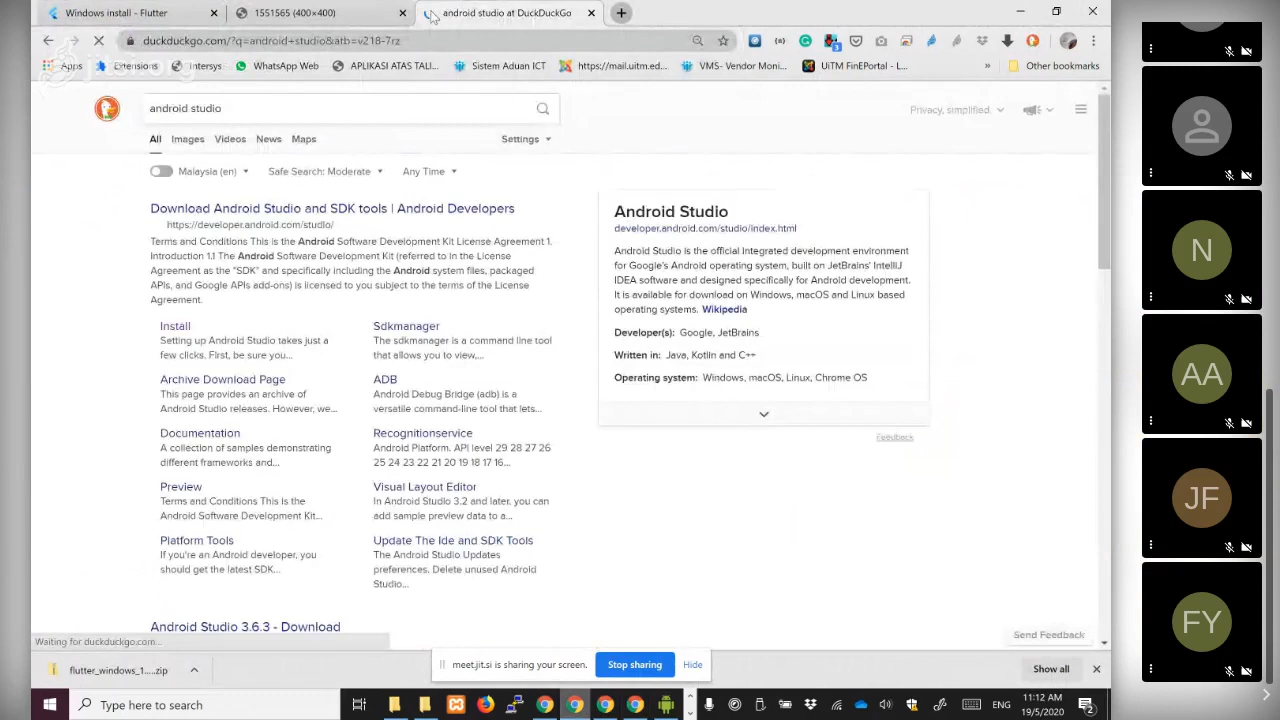 Windows install - Flutter
1551565 (400×400)
android studio at DuckDuckGo
duckduckgo.com/?q=android+studio&atb=v218-7rz
Apps
Extensions
Intersys
WhatsApp Web
APLIKASI ATAS TALI...
Sistem Aduan ICT
https://mail.uitm.ed...
VMS- Vendor Moni...
UiTM FinEPortal - L...
»
Other bookmarks
android studio
Privacy, simplified.
All
Images
Videos
News
Maps
Settings
Malaysia (en)
Safe Search: Moderate
Any Time
Download Android Studio and SDK tools | Android Developers
https://developer.android.com/studio/
Terms and Conditions This is the Android Software Development Kit License Agreement 1.
Introduction 1.1 The Android Software Development Kit (referred to in the License
Agreement as the "SDK" and specifically including the Android system files, packaged
APIs, and Google APIs add-ons) is licensed to you subject to the terms of the License
Agreement.
Install
Setting up Android Studio takes just a
few clicks. First, be sure you...
Sdkmanager
The sdkmanager is a command line tool
that allows you to view,...
Archive Download Page
This page provides an archive of
Android Studio releases. However, we...
ADB
Android Debug Bridge (adb) is a
versatile command-line tool that lets...
Documentation
A collection of samples demonstrating
different frameworks and...
Recognitionservice
Android Platform. API level 29 28 27 26
25 24 23 22 21 20 19 18 17 16...
Preview
Terms and Conditions This is the
Android Software Development Kit...
Visual Layout Editor
In Android Studio 3.2 and later, you can
add sample preview data to a...
Platform Tools
If you're an Android developer, you
should get the latest SDK...
Update The Ide and SDK Tools
The Android Studio Updates
preferences. Delete unused Android
Studio...
Android Studio 3.6.3 - Download
Android Studio
developer.android.com/studio/index.html
Android Studio is the official Integrated development environment
for Google's Android operating system, built on JetBrains' IntelliJ
IDEA software and designed specifically for Android development.
It is available for download on Windows, macOS and Linux based
operating systems. Wikipedia
Developer(s): Google, JetBrains
Written in: Java, Kotlin and C++
Operating system: Windows, macOS, Linux, Chrome OS
Feedback
Send Feedback
Waiting for duckduckgo.com...
flutter_windows_1....zip
meet.jit.si is sharing your screen.
Stop sharing
Hide
Show all
Type here to search
ENG
11:12 AM
19/5/2020
2
3
N
AA
JF
FY